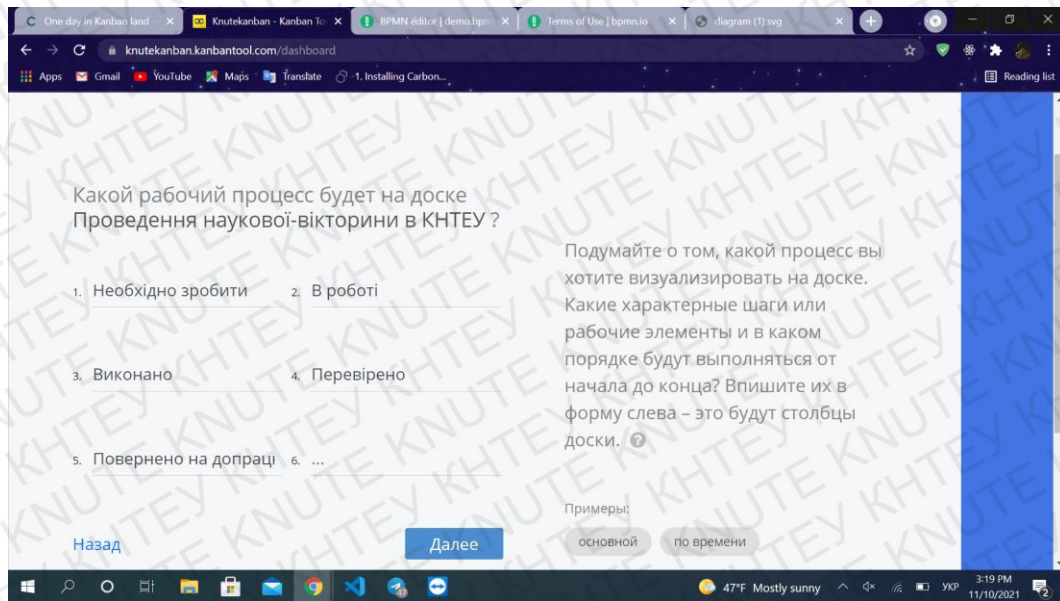 One day in Kanban land -
Knutekanban - Kanban To
BPMN editor | demo.bpm
Terms of Use | bpmn.io
diagram (1).svg
knutekanban.kanbantool.com/dashboard
Apps Gmail YouTube Maps Translate 1. Installing Carbon... Reading list
Какой рабочий процесс будет на доске
Проведення наукової-вікторини в КНТЕУ ?
1. Необхідно зробити 2. В роботі
3. Виконано 4. Перевірено
5. Повернено на допраці 6. ...
Назад Далее
Подумайте о том, какой процесс вы
хотите визуализировать на доске.
Какие характерные шаги или
рабочие элементы и в каком
порядке будут выполняться от
начала до конца? Впишите их в
форму слева – это будут столбцы
доски.
Примеры:
основной по времени
47°F Mostly sunny УКР 3:19 PM
11/10/2021
KNUTE КНТЕУ